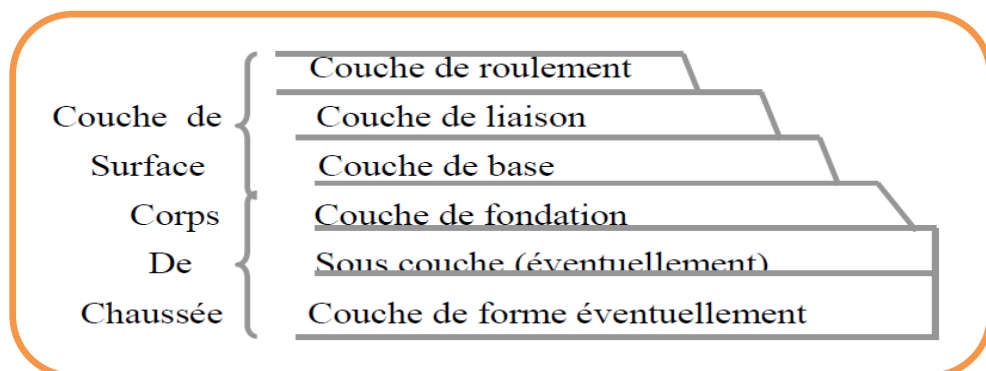 Couche de roulement
Couche de
Surface
Couche de liaison
Couche de base
Corps
De
Chaussée
Couche de fondation
Sous couche (éventuellement)
Couche de forme éventuellement